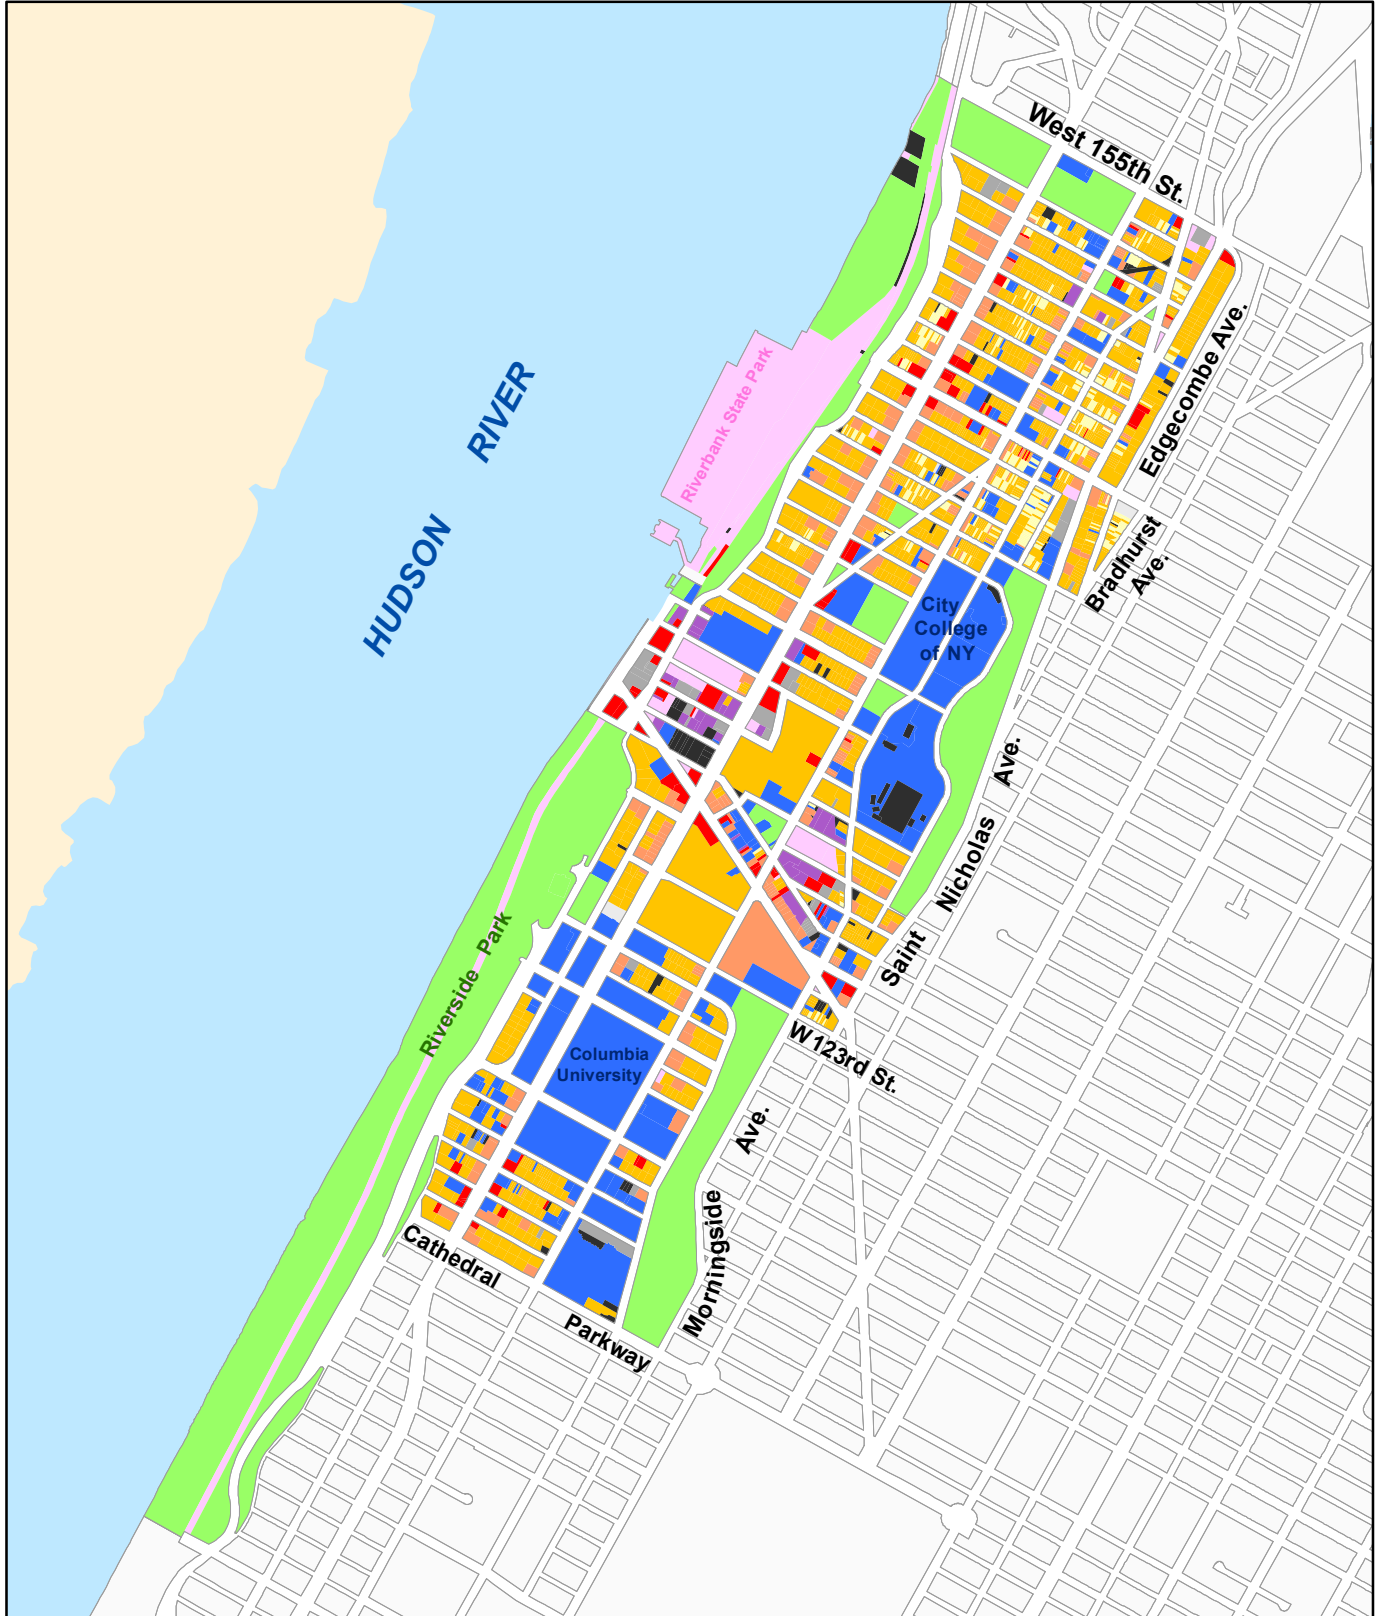 West 155th St.
Edgecombe Ave.
Riverbank State Park
HUDSON RIVER
Bradhurst
Ave.
City
College
of NY
Saint Nicholas Ave.
Riverside Park
W 123rd St.
Columbia
University
Morningside Ave.
Cathedral
Parkway